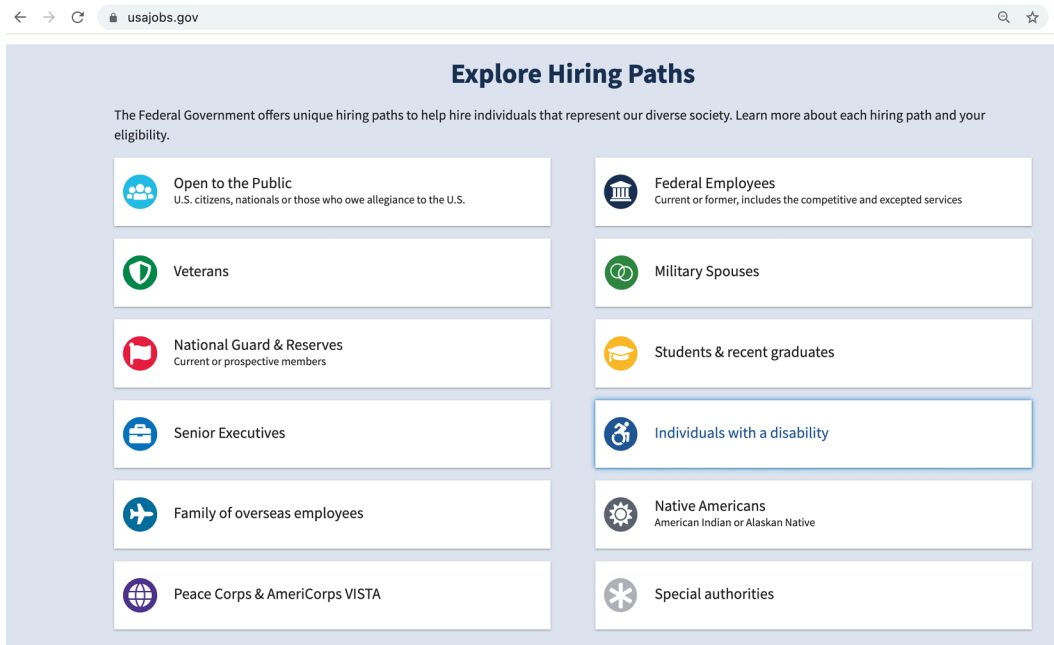 usajobs.gov
Explore Hiring Paths
The Federal Government offers unique hiring paths to help hire individuals that represent our diverse society. Learn more about each hiring path and your
eligibility.
Open to the Public
U.S. citizens, nationals or those who owe allegiance to the U.S.
Federal Employees
Current or former, includes the competitive and excepted services
Veterans
Military Spouses
National Guard & Reserves
Current or prospective members
Students & recent graduates
Senior Executives
Individuals with a disability
Family of overseas employees
Native Americans
American Indian or Alaskan Native
Peace Corps & AmeriCorps VISTA
Special authorities